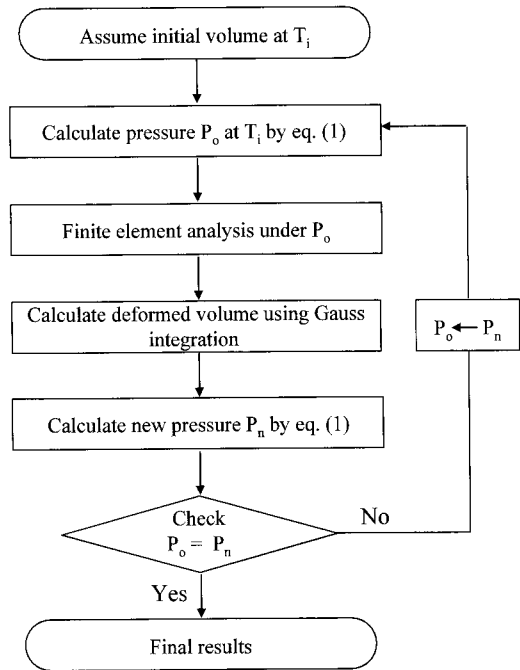 Assume initial volume at Ti
Calculate pressure Po at Ti by eq. (1)
Finite element analysis under Po
Calculate deformed volume using Gauss
integration
Po ← Pn
Calculate new pressure Pn by eq. (1)
Check
Po = Pn
No
Yes
Final results